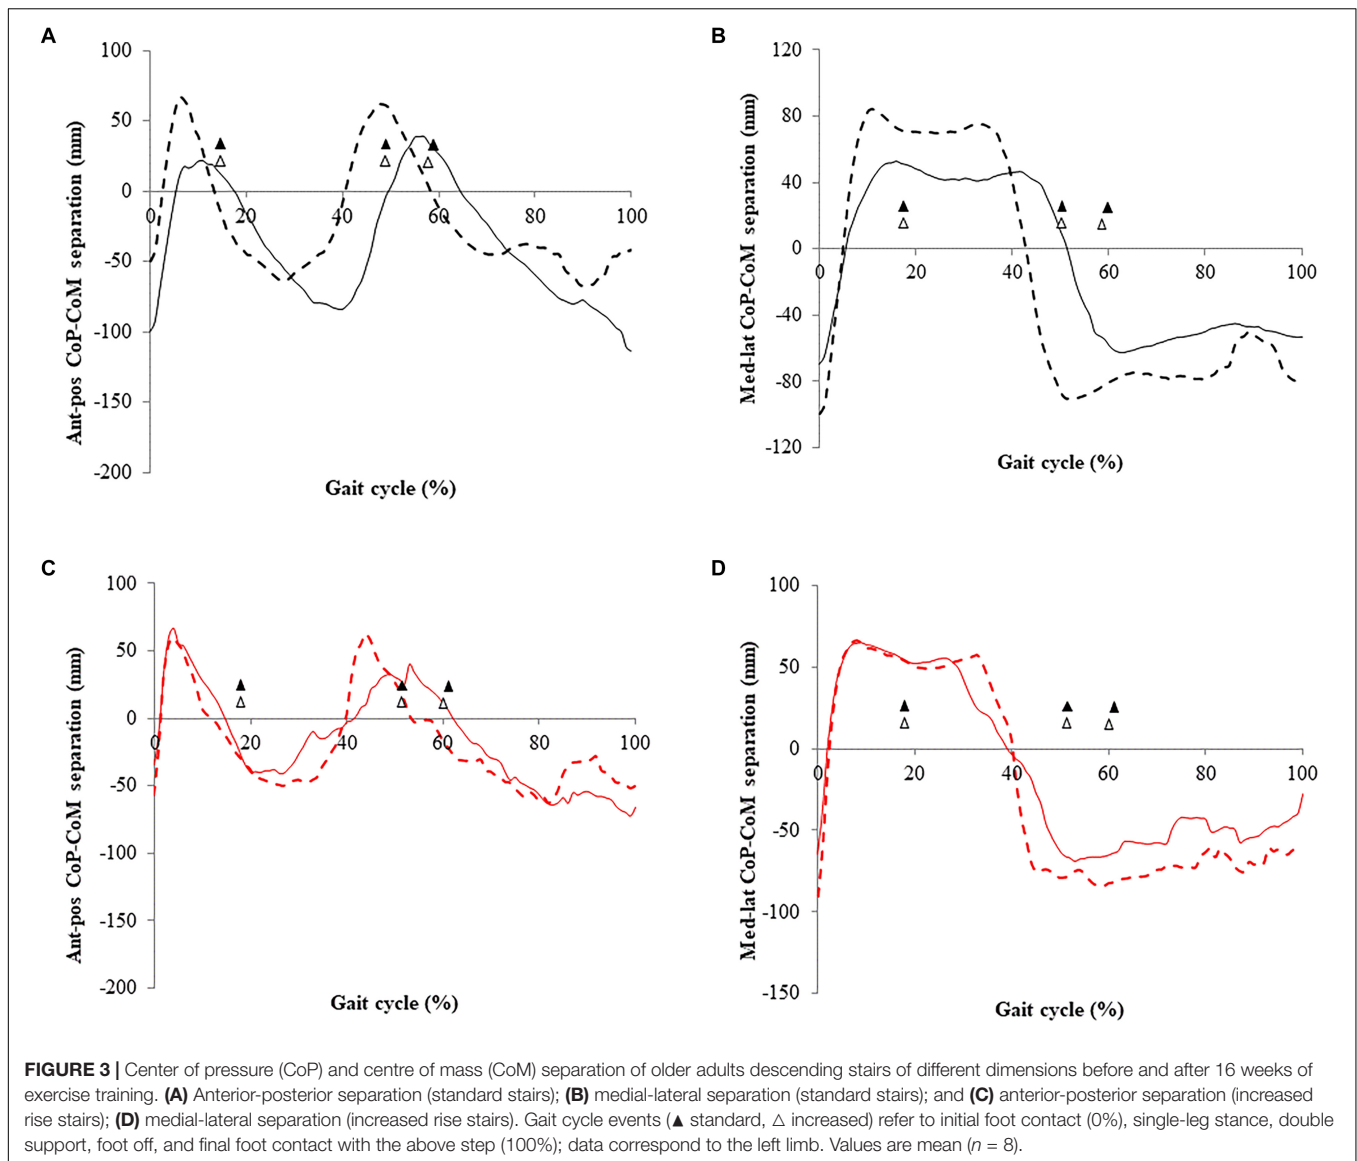 A
100
50
0
-50
-100
-150
-200
0 20 40 60 80 100
Ant-pos CoP-CoM separation (mm)
Gait cycle (%)
B
120
80
40
0
-40
-80
-120
0 20 40 60 80 100
Med-lat CoP-CoM separation (mm)
Gait cycle (%)
C
100
50
0
-50
-100
-150
-200
0 20 40 60 80 100
Ant-pos CoP-CoM separation (mm)
Gait cycle (%)
D
100
50
0
-50
-100
-150
0 20 40 60 80 100
Med-lat CoP-CoM separation (mm)
Gait cycle (%)
FIGURE 3 | Center of pressure (CoP) and centre of mass (CoM) separation of older adults descending stairs of different dimensions before and after 16 weeks of
exercise training. (A) Anterior-posterior separation (standard stairs); (B) medial-lateral separation (standard stairs); and (C) anterior-posterior separation (increased
rise stairs); (D) medial-lateral separation (increased rise stairs). Gait cycle events (▲ standard, △ increased) refer to initial foot contact (0%), single-leg stance, double
support, foot off, and final foot contact with the above step (100%); data correspond to the left limb. Values are mean (n = 8).